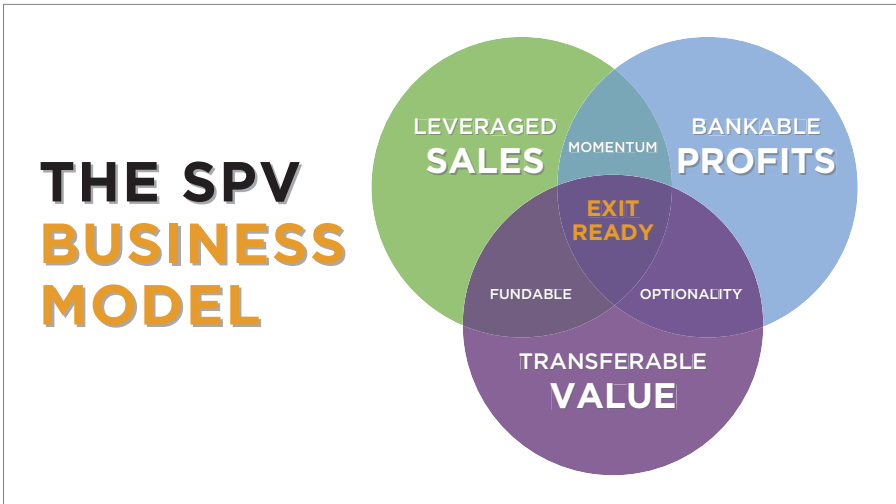 THE SPV
BUSINESS
MODEL
LEVERAGED
SALES
MOMENTUM
BANKABLE
PROFITS
EXIT
READY
FUNDABLE
OPTIONALITY
TRANSFERABLE
VALUE